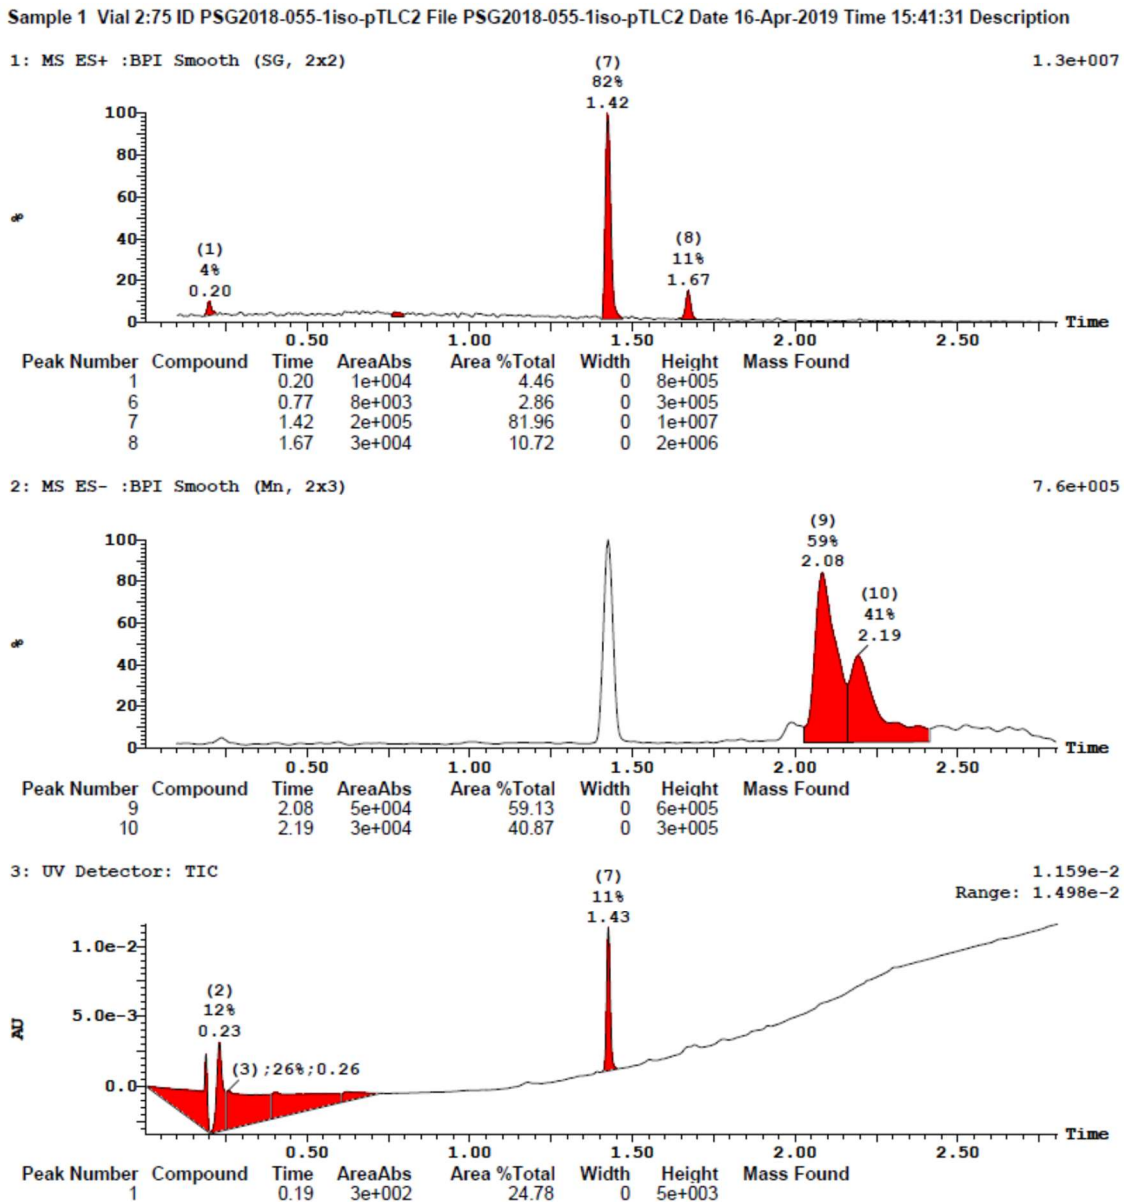 Sample 1 Vial 2:75 ID PSG2018-055-1iso-pTLC2 File PSG2018-055-1iso-pTLC2 Date 16-Apr-2019 Time 15:41:31 Description
1: MS ES+ :BPI Smooth (SG, 2x2) 1.3e+007
(7)
82%
1.42
100
80
60
40
20
0
%
(1)
4%
0.20
(8)
11%
1.67
0.50 1.00 1.50 2.00 2.50 Time
Peak Number Compound Time AreaAbs Area %Total Width Height Mass Found
1 0.20 1e+004 4.46 0 8e+005
6 0.77 8e+003 2.86 0 3e+005
7 1.42 2e+005 81.96 0 1e+007
8 1.67 3e+004 10.72 0 2e+006
2: MS ES- :BPI Smooth (Mn, 2x3) 7.6e+005
(9)
59%
2.08
(10)
41%
2.19
100
80
60
40
20
0
%
0.50 1.00 1.50 2.00 2.50 Time
Peak Number Compound Time AreaAbs Area %Total Width Height Mass Found
9 2.08 5e+004 59.13 0 6e+005
10 2.19 3e+004 40.87 0 3e+005
3: UV Detector: TIC 1.159e-2
Range: 1.498e-2
(7)
11%
1.43
1.0e-2
5.0e-3
0.0
AU
(2)
12%
0.23
(3);26%;0.26
0.50 1.00 1.50 2.00 2.50 Time
Peak Number Compound Time AreaAbs Area %Total Width Height Mass Found
1 0.19 3e+002 24.78 0 5e+003